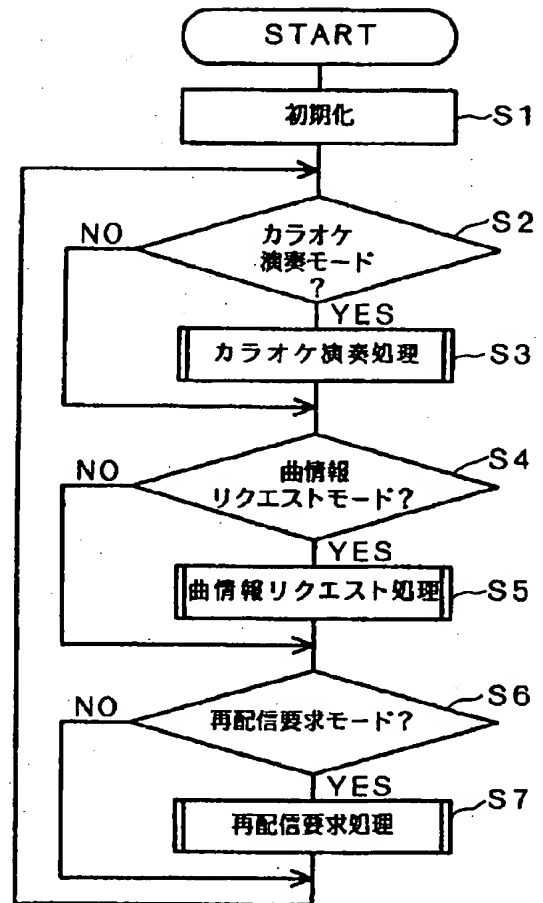 START
初期化
S1
S2
NO
カラオケ
演奏モード
?
YES
カラオケ演奏処理
S3
S4
NO
曲情報
リクエストモード?
YES
曲情報リクエスト処理
S5
S6
NO
再配信要求モード?
YES
再配信要求処理
S7